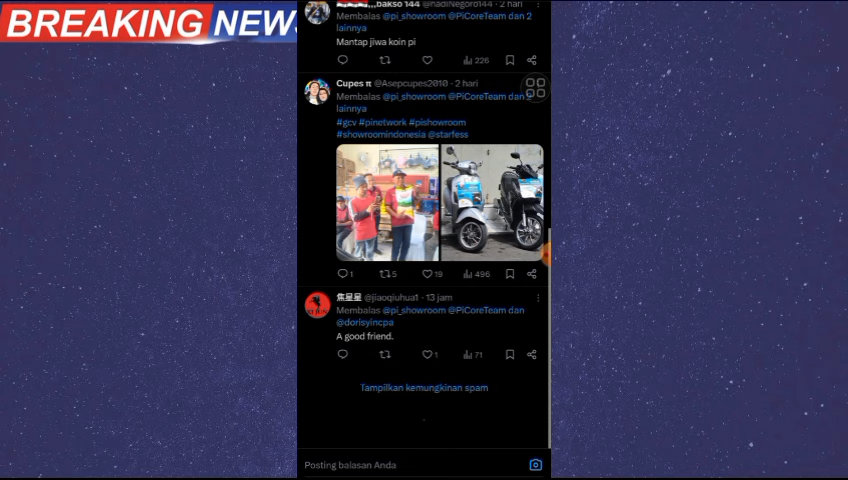 BREAKING NEWS
,,,bakso 144 @hadiNegoro144 · 2 hari
Membalas @pi_showroom @PiCoreTeam dan 2
lainnya
Mantap jiwa koin pi
226
Cupes π @Asepcupes2010 · 2 hari
Membalas @pi_showroom @PiCoreTeam dan 2
lainnya
#gcv #pinetwork #pishowroom
#showroomindonesia @starfess
1 5 19 496
焦星星 @jiaoqiuhua1 · 13 jam
Membalas @pi_showroom @PiCoreTeam dan
@dorisyincpa
A good friend.
1 71
Tampilkan kemungkinan spam
Posting balasan Anda